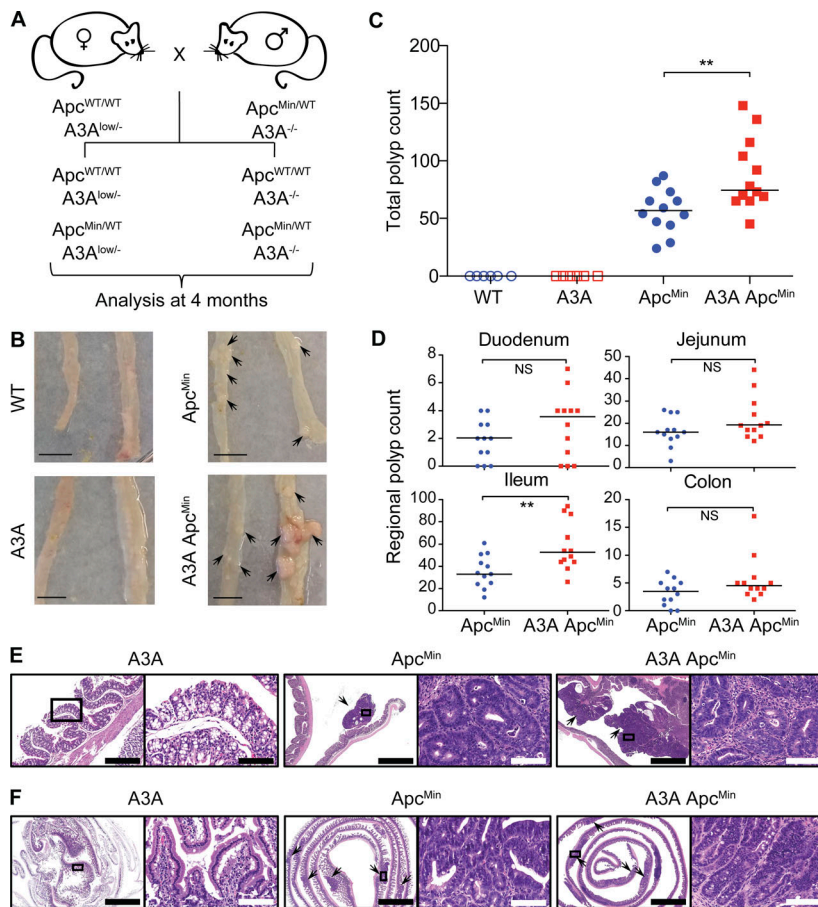 A
♀ X ♂
Apc^WT/WT Apc^Min/WT
A3A^low/- A3A^-/-
Apc^WT/WT Apc^WT/WT
A3A^low/- A3A^-/-
Apc^Min/WT Apc^Min/WT
A3A^low/- A3A^-/-
Analysis at 4 months
B
WT
Apc^Min
A3A
A3A Apc^Min
C
Total polyp count
200
150
100
50
0
**
WT A3A Apc^Min A3A Apc^Min
D
Regional polyp count
Duodenum
8
6
4
2
0
NS
Jejunum
50
40
30
20
10
0
NS
Ileum
100
80
60
40
20
0
**
Apc^Min A3A Apc^Min
Colon
20
15
10
5
0
NS
Apc^Min A3A Apc^Min
E
A3A Apc^Min A3A Apc^Min
F
A3A Apc^Min A3A Apc^Min